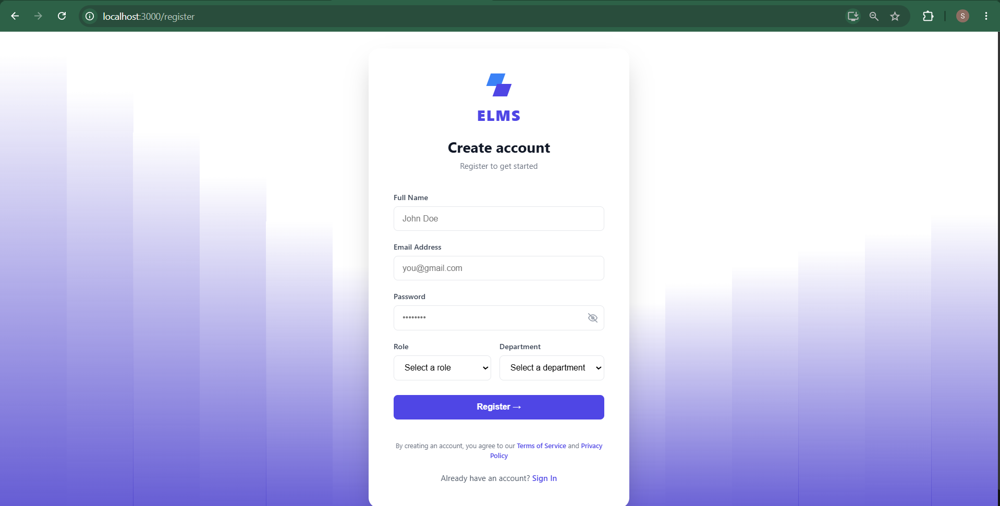 localhost:3000/register
S
ELMS
Create account
Register to get started
Full Name
John Doe
Email Address
you@gmail.com
Password
••••••••
Role Department
Select a role Select a department
Register →
By creating an account, you agree to our Terms of Service and Privacy
Policy
Already have an account? Sign In